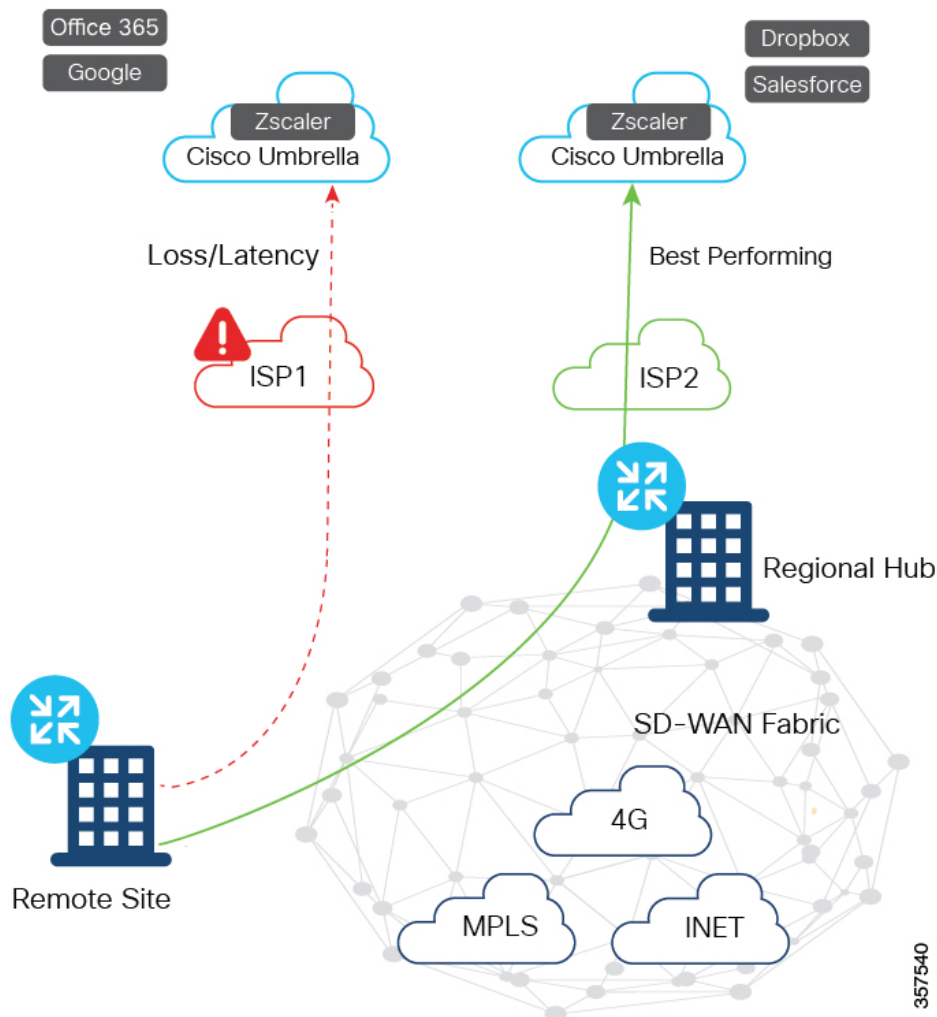 Office 365
Google
Dropbox
Salesforce
Zscaler
Cisco Umbrella
Zscaler
Cisco Umbrella
Loss/Latency
Best Performing
ISP1
ISP2
Regional Hub
SD-WAN Fabric
4G
Remote Site
MPLS
INET
357540